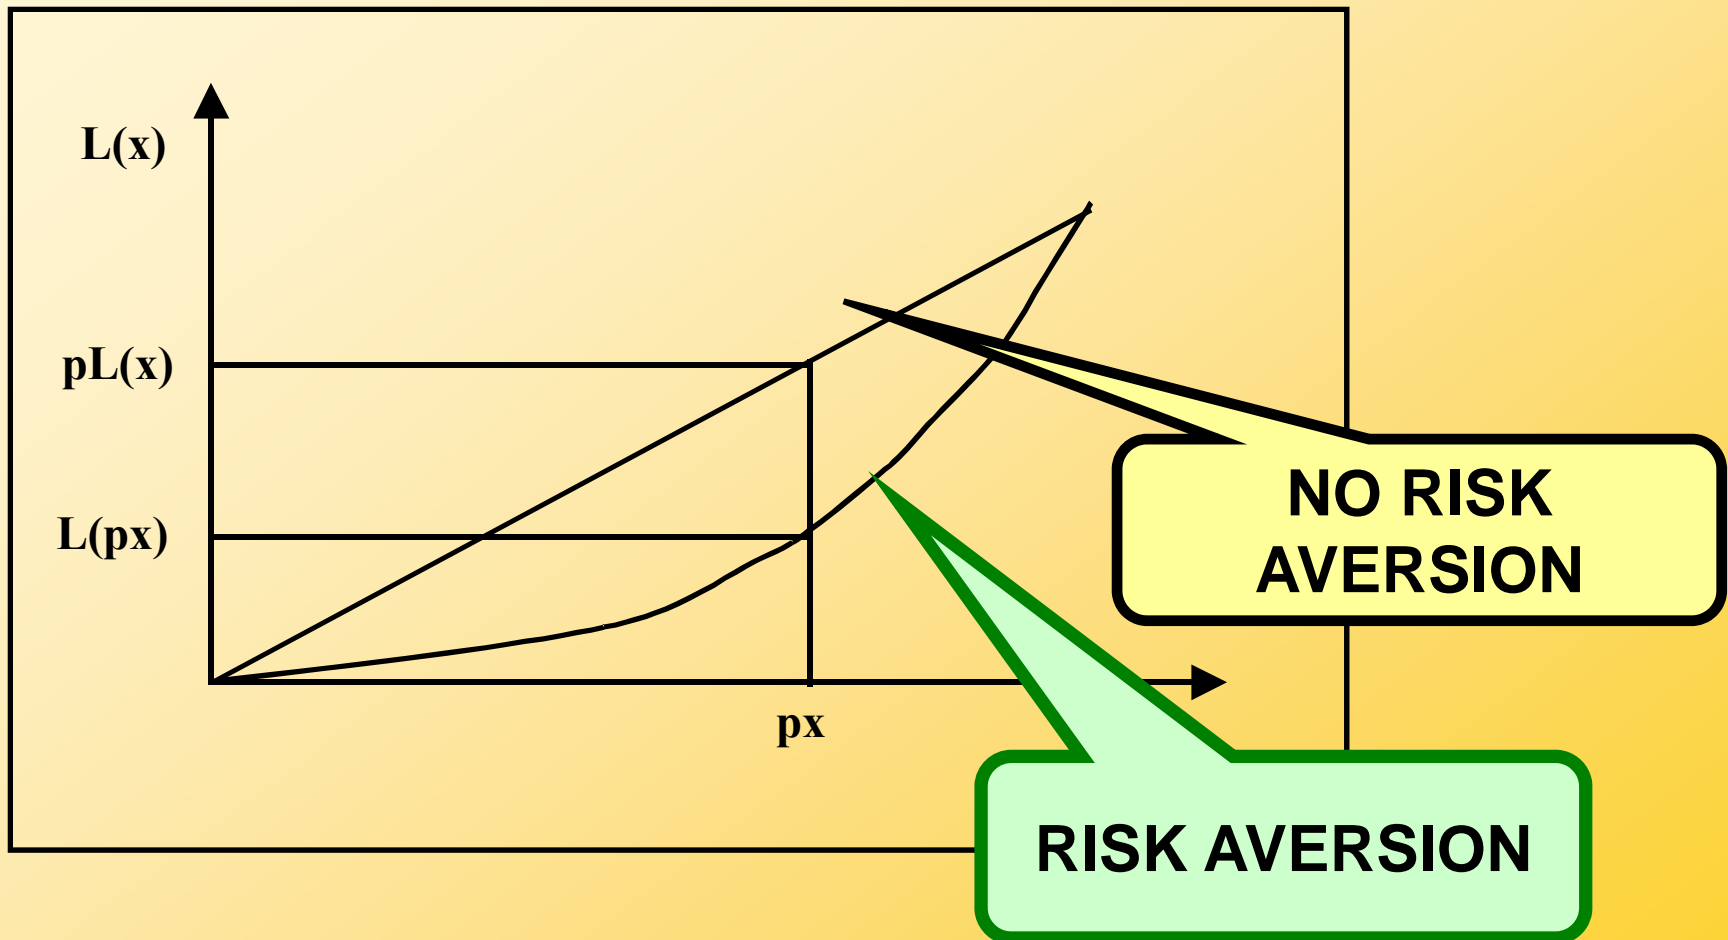 L(x)
pL(x)
L(px)
px
NO RISK
AVERSION
RISK AVERSION